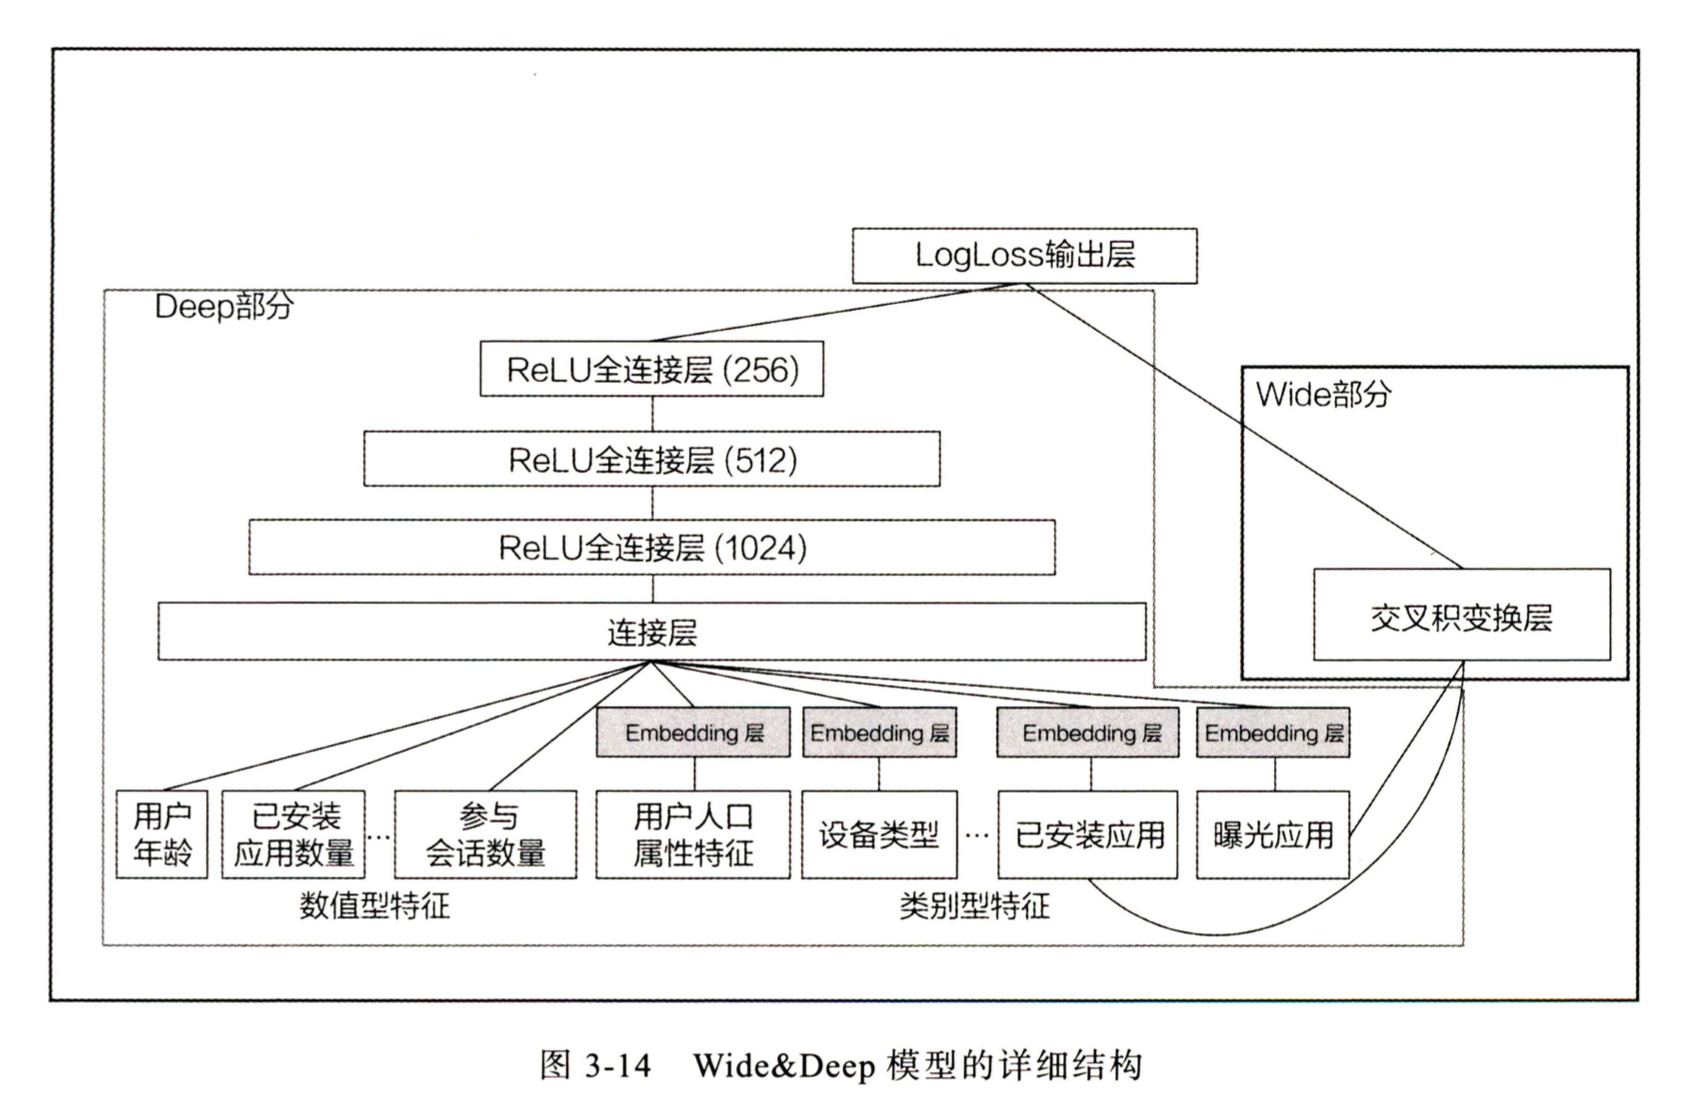 LogLoss输出层
Deep部分
ReLU全连接层 (256)
Wide部分
ReLU全连接层 (512)
ReLU全连接层 (1024)
交叉积变换层
连接层
Embedding 层
Embedding 层
Embedding 层
Embedding 层
用户
年龄
已安装
应用数量
...
参与
会话数量
用户人口
属性特征
设备类型
...
已安装应用
曝光应用
数值型特征
类别型特征
图 3-14 Wide&Deep 模型的详细结构